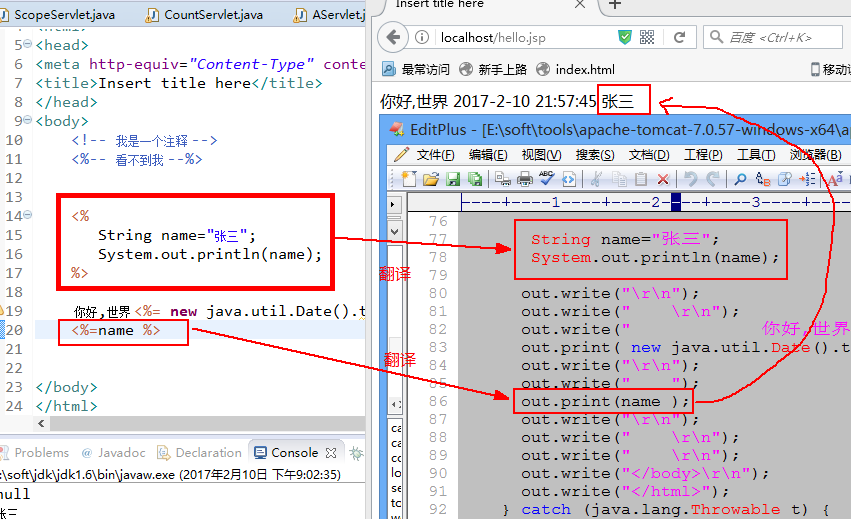 ScopeServlet.java
CountServlet.java
AServlet.j
5 <head>
6 <meta http-equiv="Content-Type" conten
7 <title>Insert title here</title>
8 </head>
9 <body>
10 <!-- 我是一个注释 -->
11 <%-- 看不到我 --%>
12
13
14 <%
15 String name="张三";
16 System.out.println(name);
17 %>
18
19 你好,世界 <%= new java.util.Date().t
20 <%=name %>
21
22
23 </body>
24 </html>
Problems
@ Javadoc
Declaration
Console
:\soft\jdk\jdk1.6\bin\javaw.exe (2017年2月10日 下午9:02:35)
null
张三
Insert title here
localhost/hello.jsp
百度 <Ctrl+K>
最常访问
新手上路
index.html
移动设
你好,世界 2017-2-10 21:57:45 张三
EditPlus - [E:\soft\tools\apache-tomcat-7.0.57-windows-x64\a
文件(F) 编辑(E) 视图(V) 搜索(S) 文档(D) 工程(P) 工具(T) 浏览器(B)
----+----1----+----2----+----3----
76
77 String name="张三";
78 System.out.println(name);
翻译
80 out.write("\r\n");
81 out.write(" \r\n");
82 out.write(" 你好,世界
83 out.print( new java.util.Date().t
84 out.write("\r\n");
85 out.write(" ");
翻译
86 out.print(name );
87 out.write("\r\n");
88 out.write(" \r\n");
89 out.write(" \r\n");
90 out.write("</body>\r\n");
91 out.write("</html>");
92 } catch (java.lang.Throwable t) {